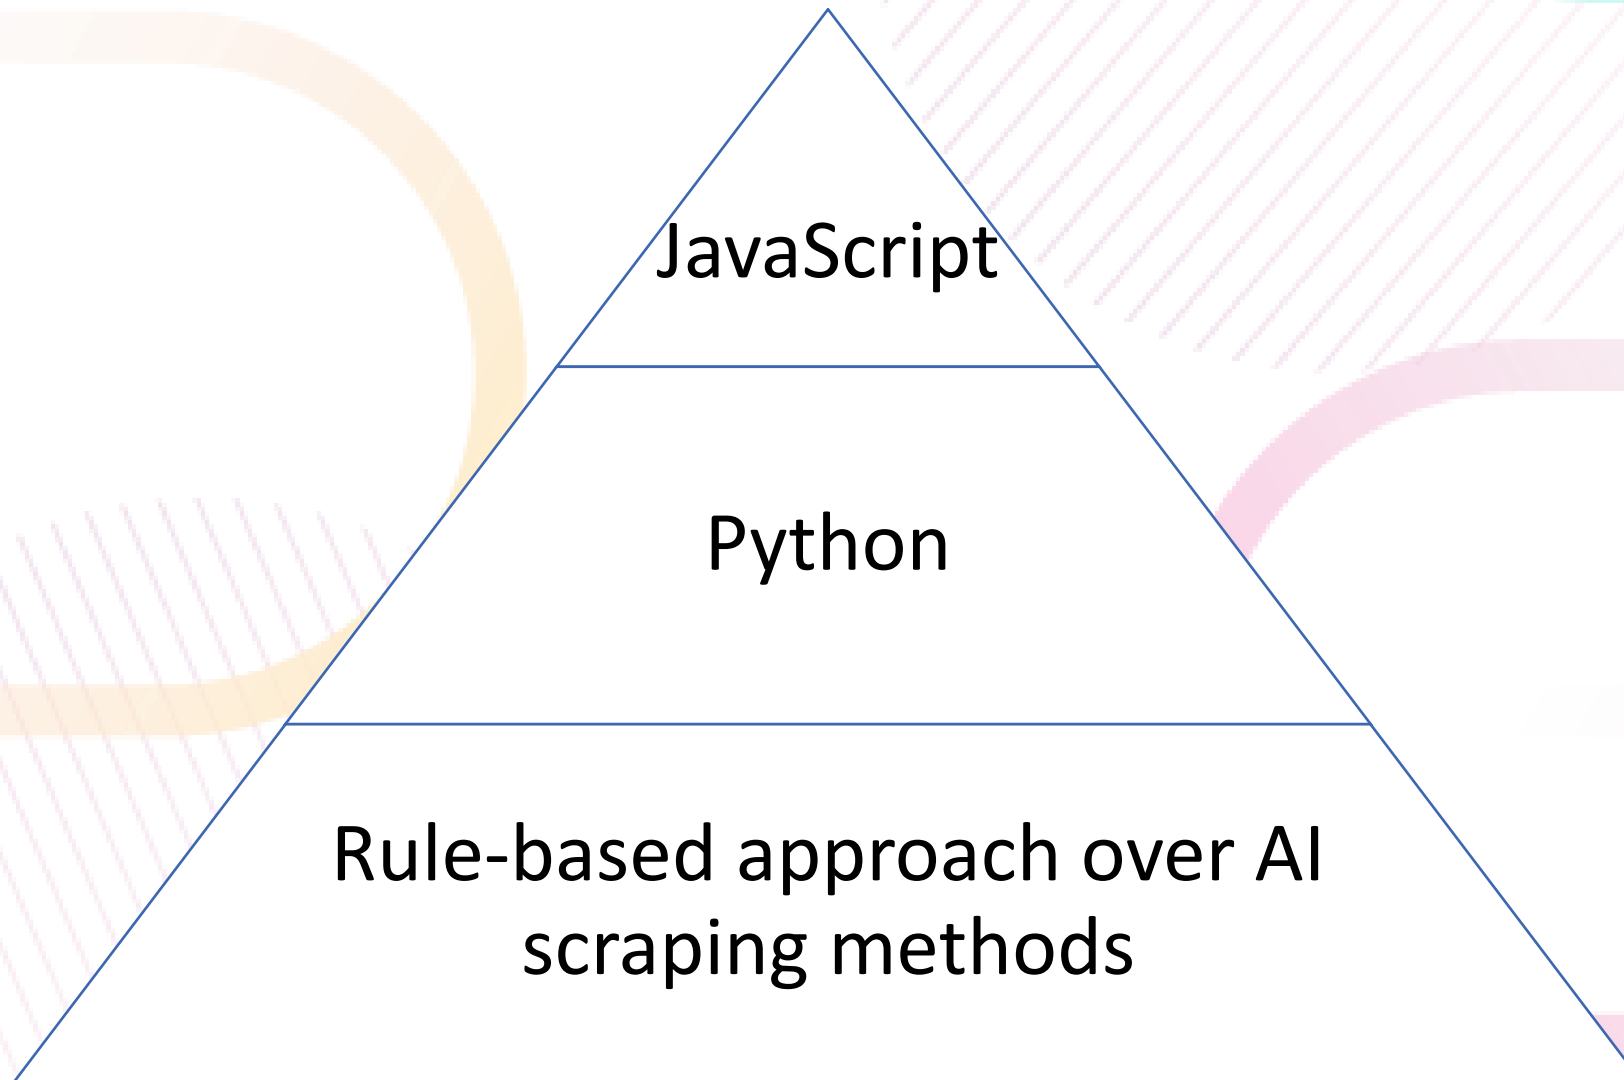 JavaScript
Python
Rule-based approach over AI
scraping methods